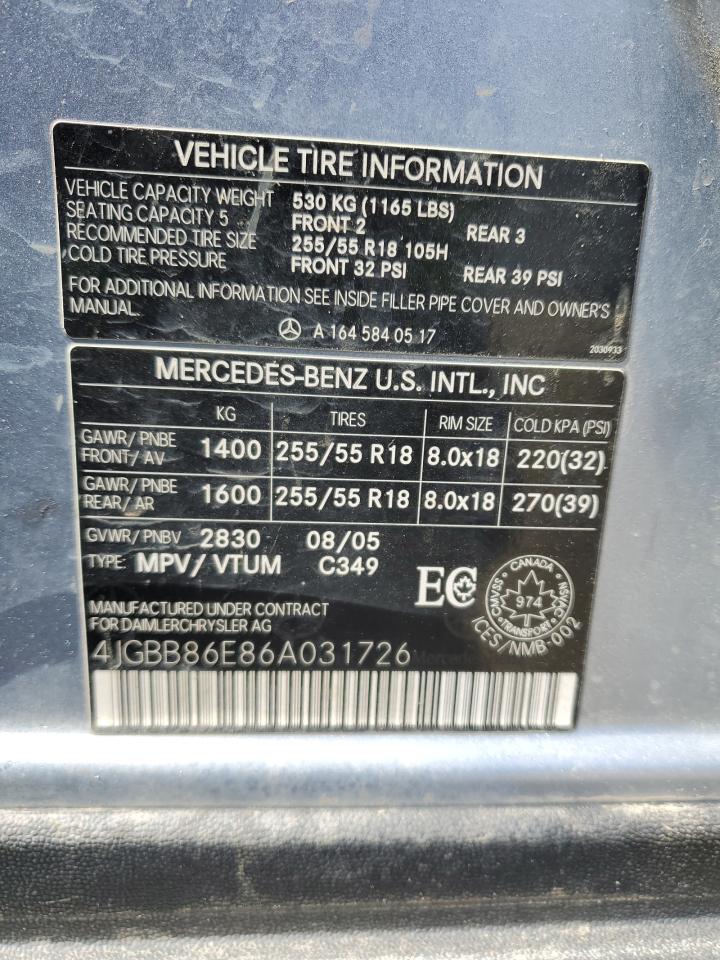 VEHICLE TIRE INFORMATION
VEHICLE CAPACITY WEIGHT 530 KG (1165 LBS)
SEATING CAPACITY 5 FRONT 2 REAR 3
RECOMMENDED TIRE SIZE 255/55 R18 105H
COLD TIRE PRESSURE FRONT 32 PSI REAR 39 PSI
FOR ADDITIONAL INFORMATION SEE INSIDE FILLER PIPE COVER AND OWNER'S
MANUAL.
A 164 584 05 17
2030933
MERCEDES-BENZ U.S. INTL., INC
KG TIRES RIM SIZE COLD KPA (PSI)
GAWR/ PNBE
FRONT/ AV 1400 255/55 R18 8.0x18 220(32)
GAWR/ PNBE
REAR/ AR 1600 255/55 R18 8.0x18 270(39)
GVWR/ PNBV 2830 08/05
TYPE: MPV/ VTUM C349
EC
CANADA
CMVSS NSVAC
974
TRANSPORT
ICES/NMB-002
MANUFACTURED UNDER CONTRACT
FOR DAIMLERCHRYSLER AG
4JGBB86E86A031726